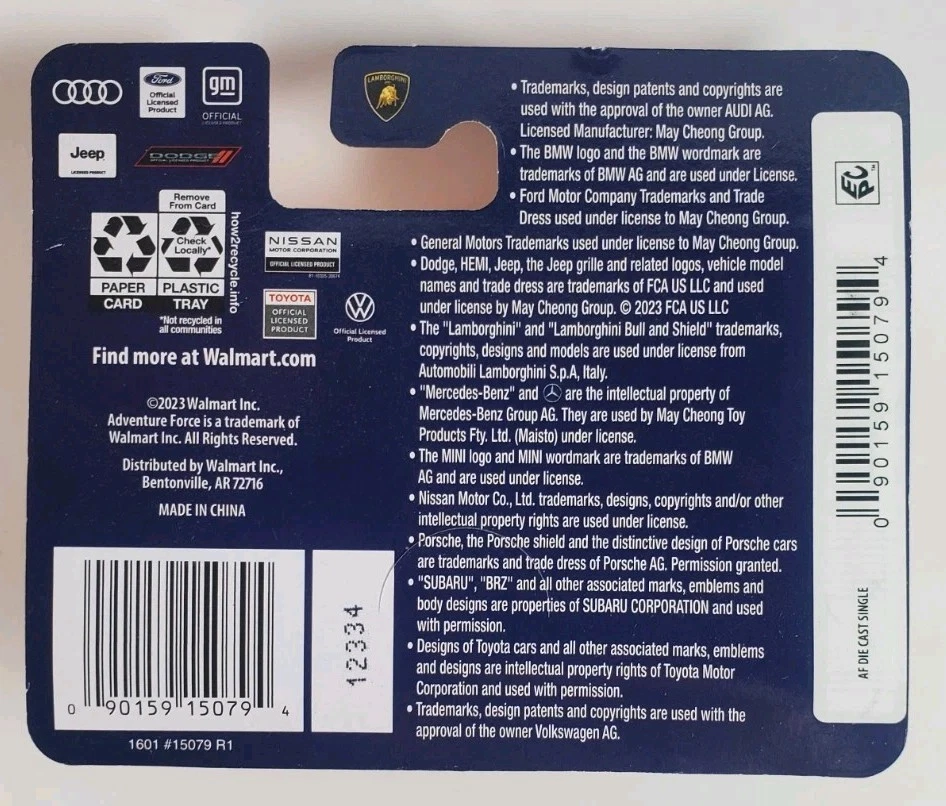 Ford
Official
Licensed
Product
gm
OFFICIAL
LICENSED PRODUCT
Jeep
LICENSED PRODUCT
DODGE
OFFICIAL LICENSED PRODUCT
Remove
From Card
Check
Locally*
PAPER
CARD
PLASTIC
TRAY
how2recycle.info
*Not recycled in
all communities
NISSAN
MOTOR CORPORATION
OFFICIAL LICENSED PRODUCT
TOYOTA
OFFICIAL
LICENSED
PRODUCT
Official Licensed
Product
Find more at Walmart.com
©2023 Walmart Inc.
Adventure Force is a trademark of
Walmart Inc. All Rights Reserved.
Distributed by Walmart Inc.,
Bentonville, AR 72716
MADE IN CHINA
0 90159 15079 4
1601 #15079 R1
12334
LAMBORGHINI
• Trademarks, design patents and copyrights are
used with the approval of the owner AUDI AG.
Licensed Manufacturer: May Cheong Group.
• The BMW logo and the BMW wordmark are
trademarks of BMW AG and are used under License.
• Ford Motor Company Trademarks and Trade
Dress used under license to May Cheong Group.
• General Motors Trademarks used under license to May Cheong Group.
• Dodge, HEMI, Jeep, the Jeep grille and related logos, vehicle model
names and trade dress are trademarks of FCA US LLC and used
under license by May Cheong Group. © 2023 FCA US LLC
• The "Lamborghini" and "Lamborghini Bull and Shield" trademarks,
copyrights, designs and models are used under license from
Automobili Lamborghini S.p.A, Italy.
• "Mercedes-Benz" and are the intellectual property of
Mercedes-Benz Group AG. They are used by May Cheong Toy
Products Fty. Ltd. (Maisto) under license.
• The MINI logo and MINI wordmark are trademarks of BMW
AG and are used under license.
• Nissan Motor Co., Ltd. trademarks, designs, copyrights and/or other
intellectual property rights are used under license.
• Porsche, the Porsche shield and the distinctive design of Porsche cars
are trademarks and trade dress of Porsche AG. Permission granted.
• "SUBARU", "BRZ" and all other associated marks, emblems and
body designs are properties of SUBARU CORPORATION and used
with permission.
• Designs of Toyota cars and all other associated marks, emblems
and designs are intellectual property rights of Toyota Motor
Corporation and used with permission.
• Trademarks, design patents and copyrights are used with the
approval of the owner Volkswagen AG.
EPC™
0 90159 15079 4
AF DIE CAST SINGLE